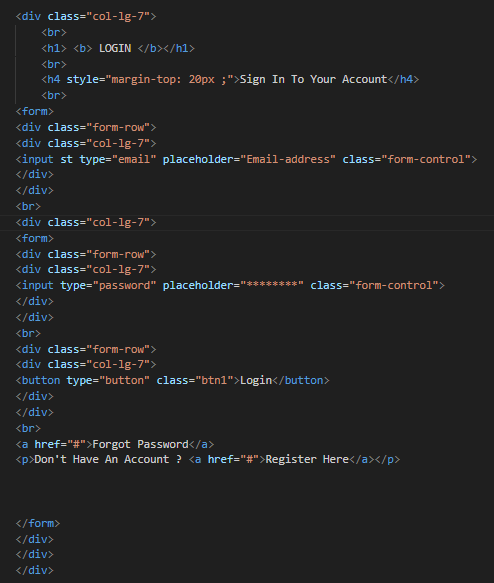 <div class="col-lg-7">
<br>
<h1> <b> LOGIN </b></h1>
<br>
<h4 style="margin-top: 20px ;">Sign In To Your Account</h4>
<br>
<form>
<div class="form-row">
<div class="col-lg-7">
<input st type="email" placeholder="Email-address" class="form-control">
</div>
</div>
<br>
<div class="col-lg-7">
<form>
<div class="form-row">
<div class="col-lg-7">
<input type="password" placeholder="********" class="form-control">
</div>
</div>
<br>
<div class="form-row">
<div class="col-lg-7">
<button type="button" class="btn1">Login</button>
</div>
</div>
<br>
<a href="#">Forgot Password</a>
<p>Don't Have An Account ? <a href="#">Register Here</a></p>
</form>
</div>
</div>
</div>